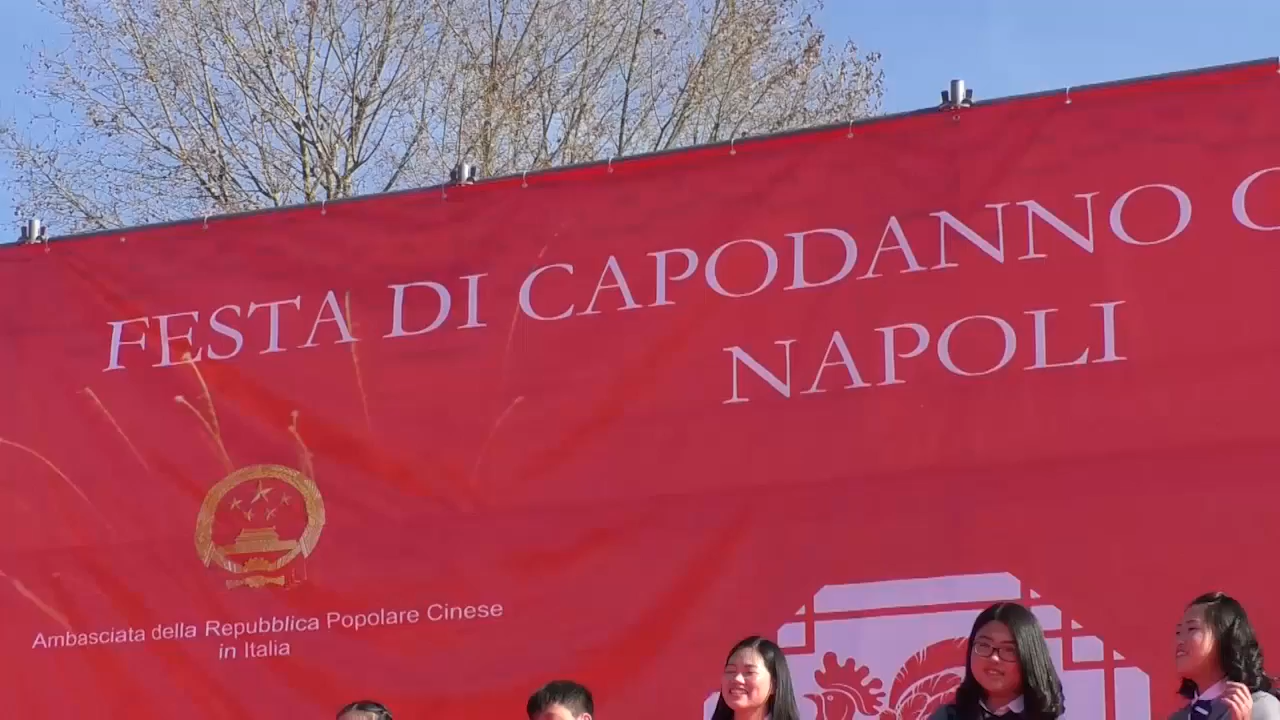 FESTA DI CAPODANNO
NAPOLI
Ambasciata della Repubblica Popolare Cinese
in Italia